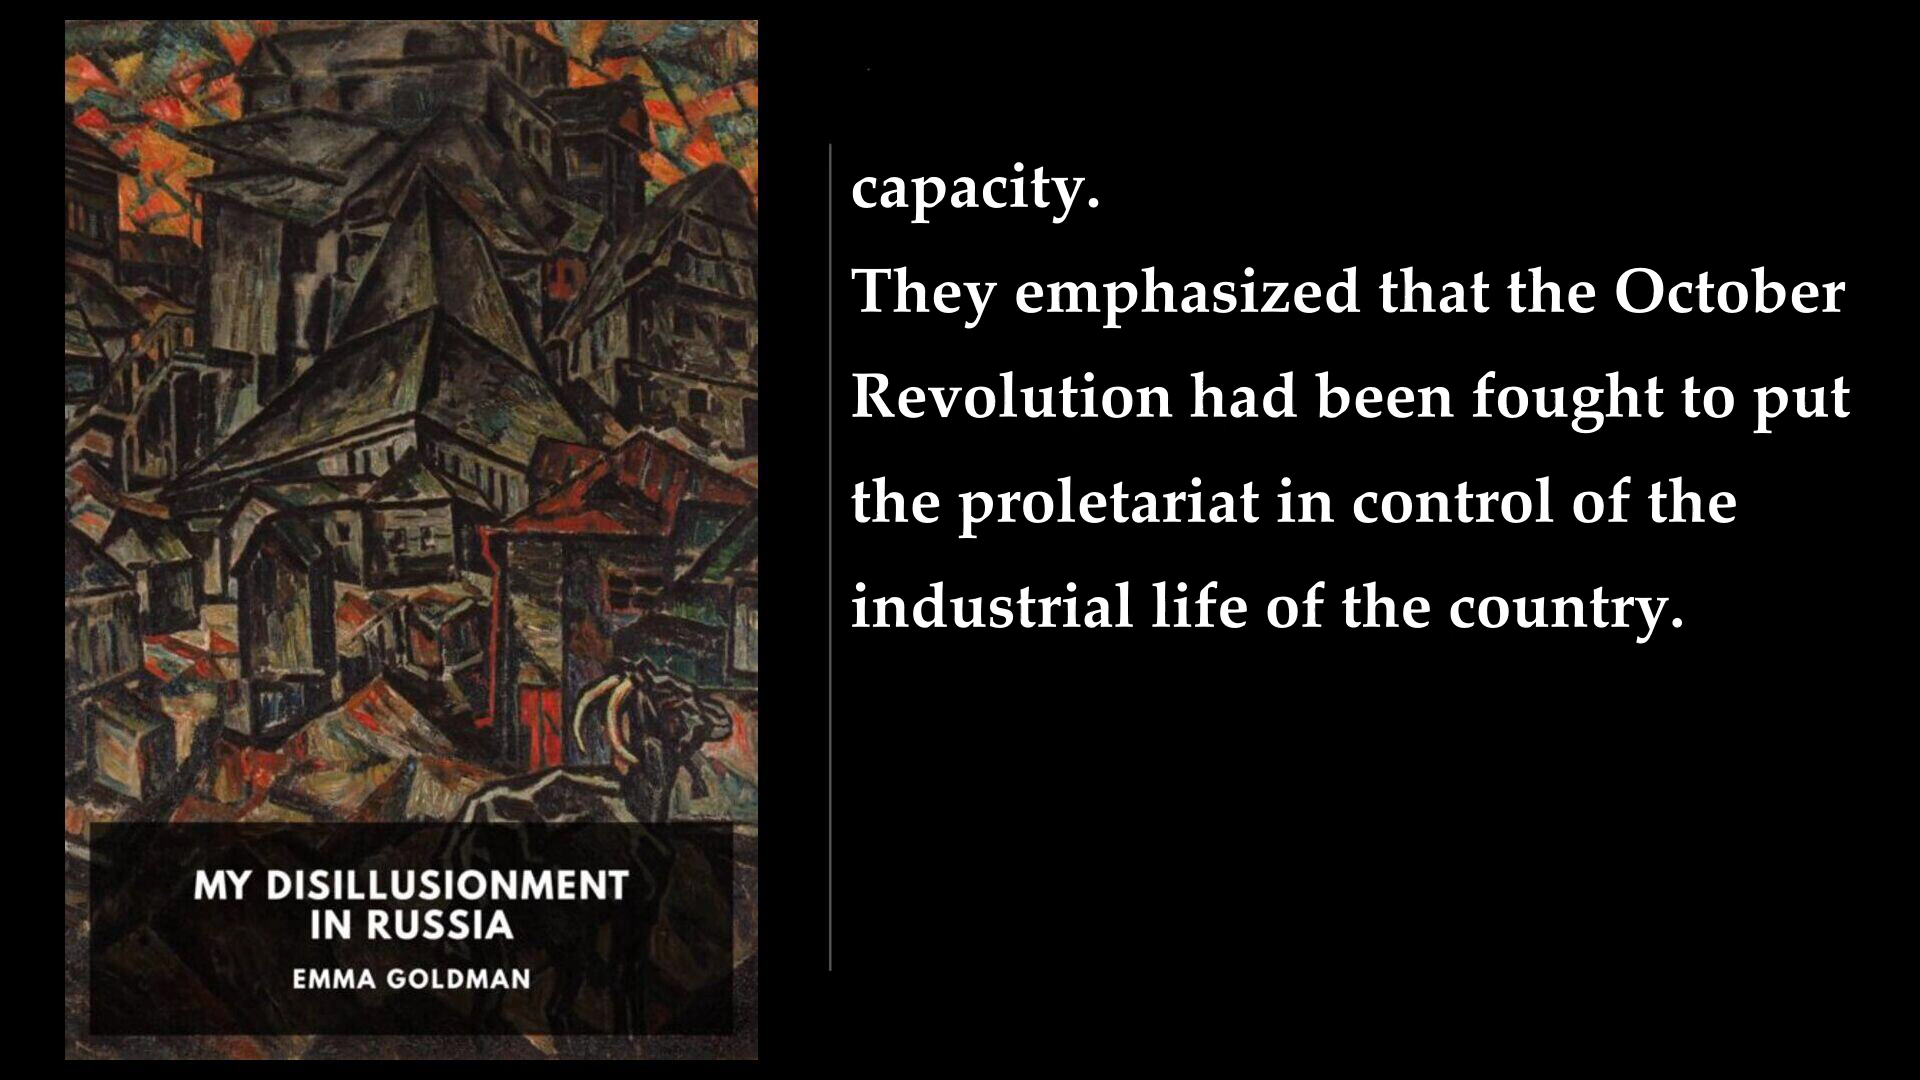 MY DISILLUSIONMENT
IN RUSSIA
EMMA GOLDMAN
capacity.
They emphasized that the October
Revolution had been fought to put
the proletariat in control of the
industrial life of the country.